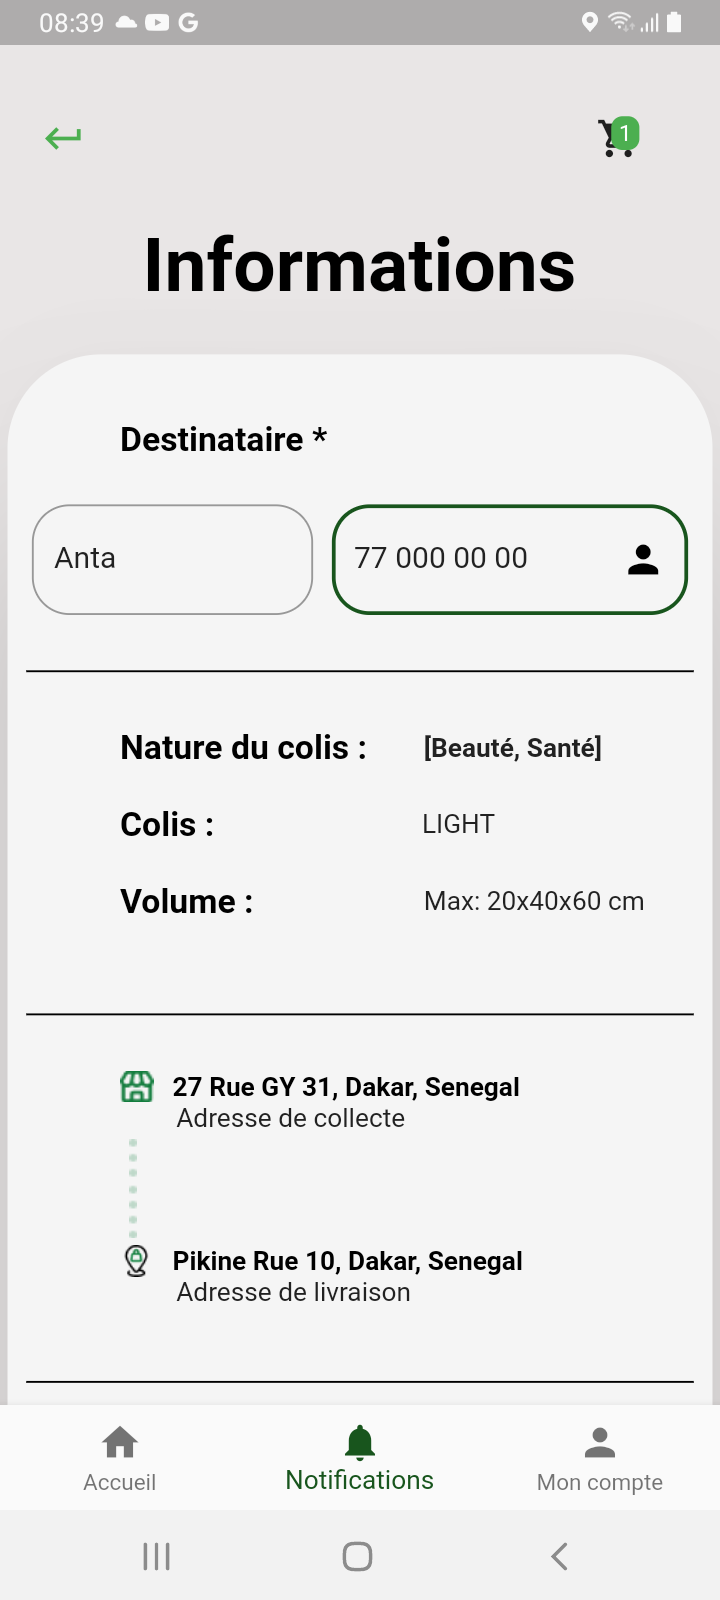 08:39
1
Informations
Destinataire *
Anta
77 000 00 00
Nature du colis : [Beauté, Santé]
Colis : LIGHT
Volume : Max: 20x40x60 cm
27 Rue GY 31, Dakar, Senegal
Adresse de collecte
Pikine Rue 10, Dakar, Senegal
Adresse de livraison
Accueil Notifications Mon compte